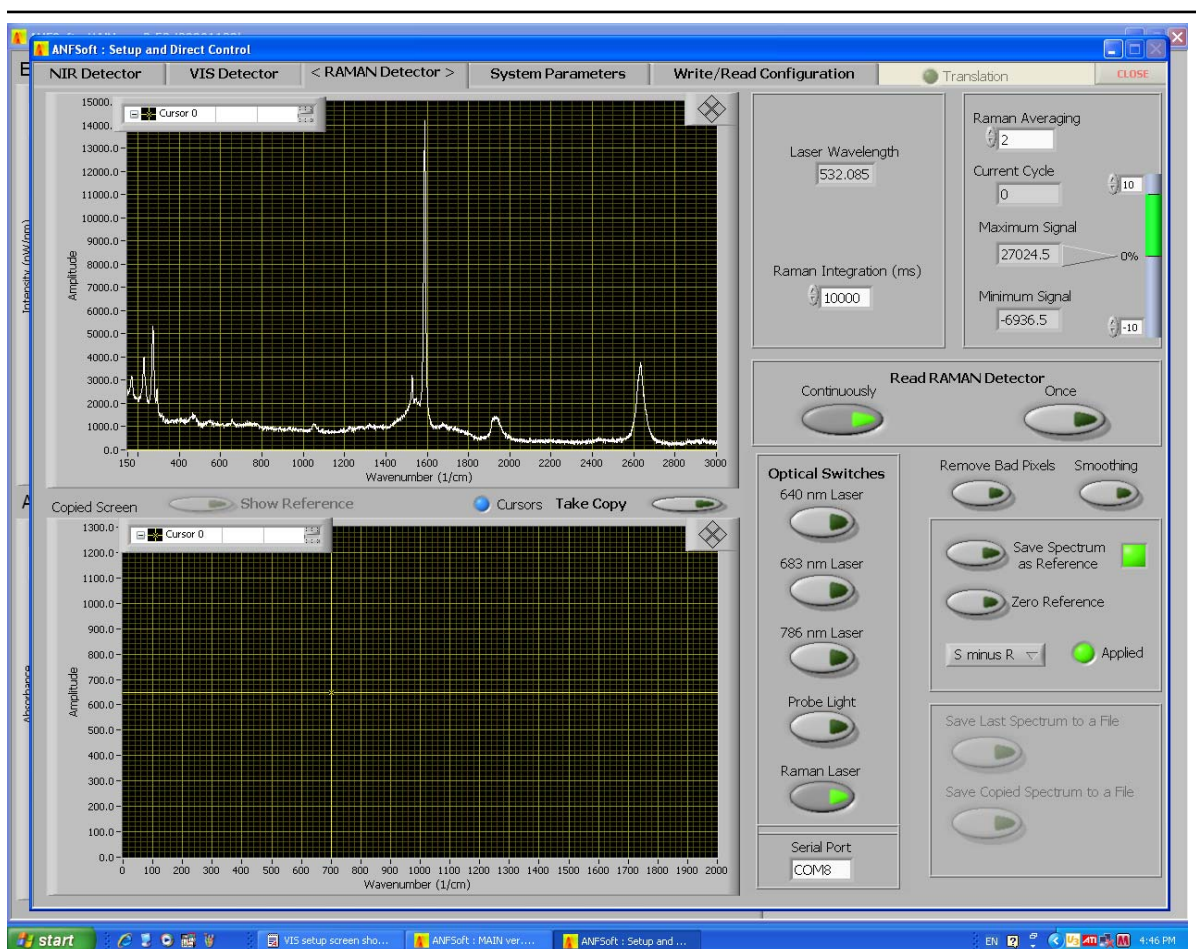 ANFSoft : Setup and Direct Control
NIR Detector
VIS Detector
< RAMAN Detector >
System Parameters
Write/Read Configuration
Translation
CLOSE
Cursor 0
15000.
14000.
13000.0
12000.0
11000.0
10000.0
9000.0
8000.0
7000.0
6000.0
5000.0
4000.0
3000.0
2000.0
1000.0
0.0
Amplitude
150 400 600 800 1000 1200 1400 1600 1800 2000 2200 2400 2600 2800 3000
Wavenumber (1/cm)
Laser Wavelength
532.085
Raman Integration (ms)
10000
Raman Averaging
2
Current Cycle
0
10
Maximum Signal
27024.5
0%
Minimum Signal
-6936.5
-10
Read RAMAN Detector
Continuously
Once
Copied Screen
Show Reference
Cursors
Take Copy
Cursor 0
1300.0
1200.0
1100.0
1000.0
900.0
800.0
700.0
600.0
500.0
400.0
300.0
200.0
100.0
0.0
Amplitude
0 100 200 300 400 500 600 700 800 900 1000 1100 1200 1300 1400 1500 1600 1700 1800 1900 2000
Wavenumber (1/cm)
Optical Switches
640 nm Laser
683 nm Laser
786 nm Laser
Probe Light
Raman Laser
Serial Port
COM8
Remove Bad Pixels
Smoothing
Save Spectrum
as Reference
Zero Reference
S minus R
Applied
Save Last Spectrum to a File
Save Copied Spectrum to a File
Intensity (nW/nm)
Absorbance
start
VIS setup screen sho...
ANFSoft : MAIN ver....
ANFSoft : Setup and ...
EN
4:46 PM